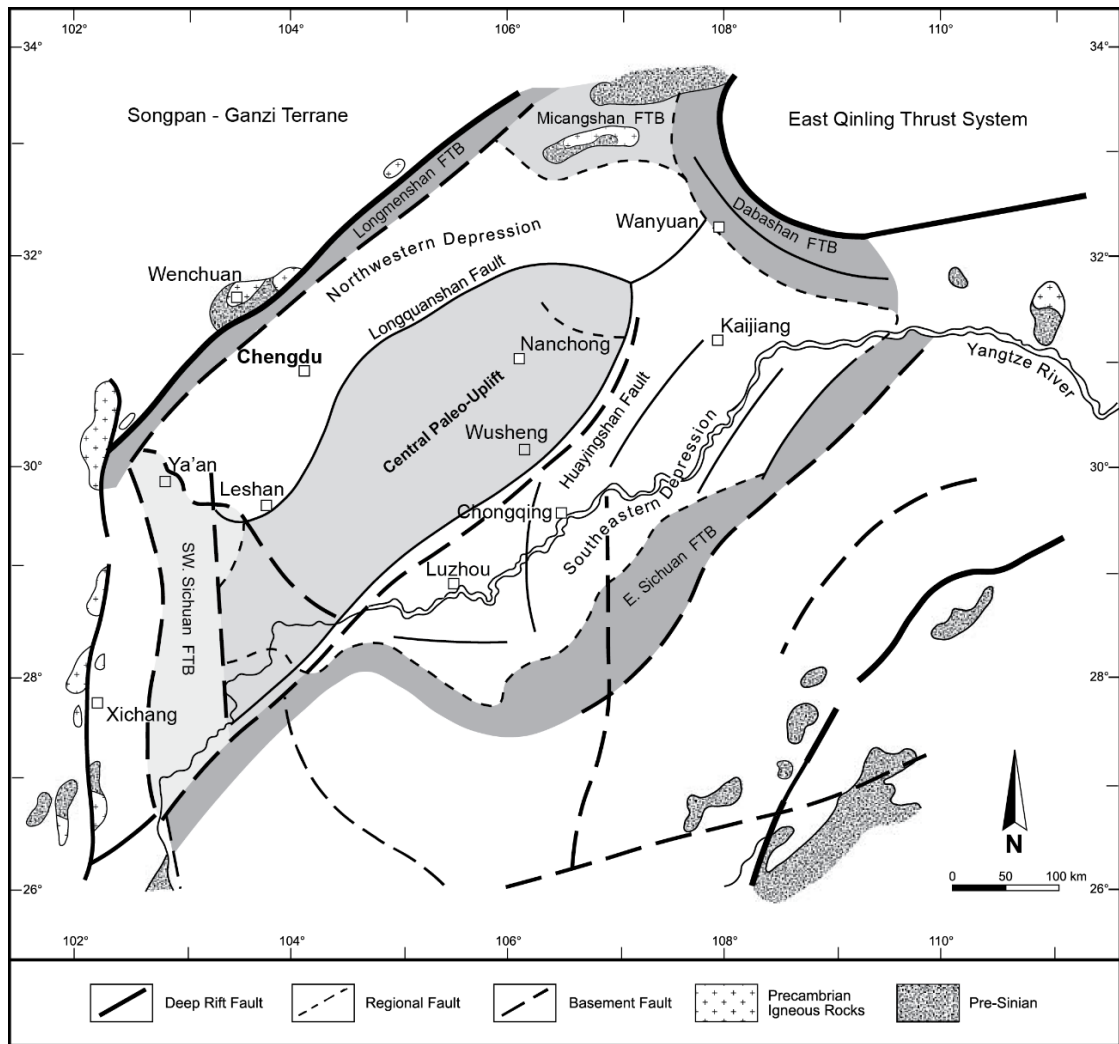 102°
104°
106°
108°
110°
34°
34°
Songpan - Ganzi Terrane
Micangshan FTB
East Qinling Thrust System
Longmenshan FTB
Dabashan FTB
Wanyuan
32°
32°
Northwestern Depression
Wenchuan
Longquanshan Fault
Kaijiang
Nanchong
Chengdu
Yangtze River
Central Paleo-Uplift
Huayingshan Fault
Wusheng
30°
30°
Ya'an
Leshan
Chongqing
Southeastern Depression
SW. Sichuan FTB
Luzhou
E. Sichuan FTB
28°
28°
Xichang
N
0 50 100 km
26°
26°
102°
104°
106°
108°
110°
Deep Rift Fault
Regional Fault
Basement Fault
Precambrian
Igneous Rocks
Pre-Sinian